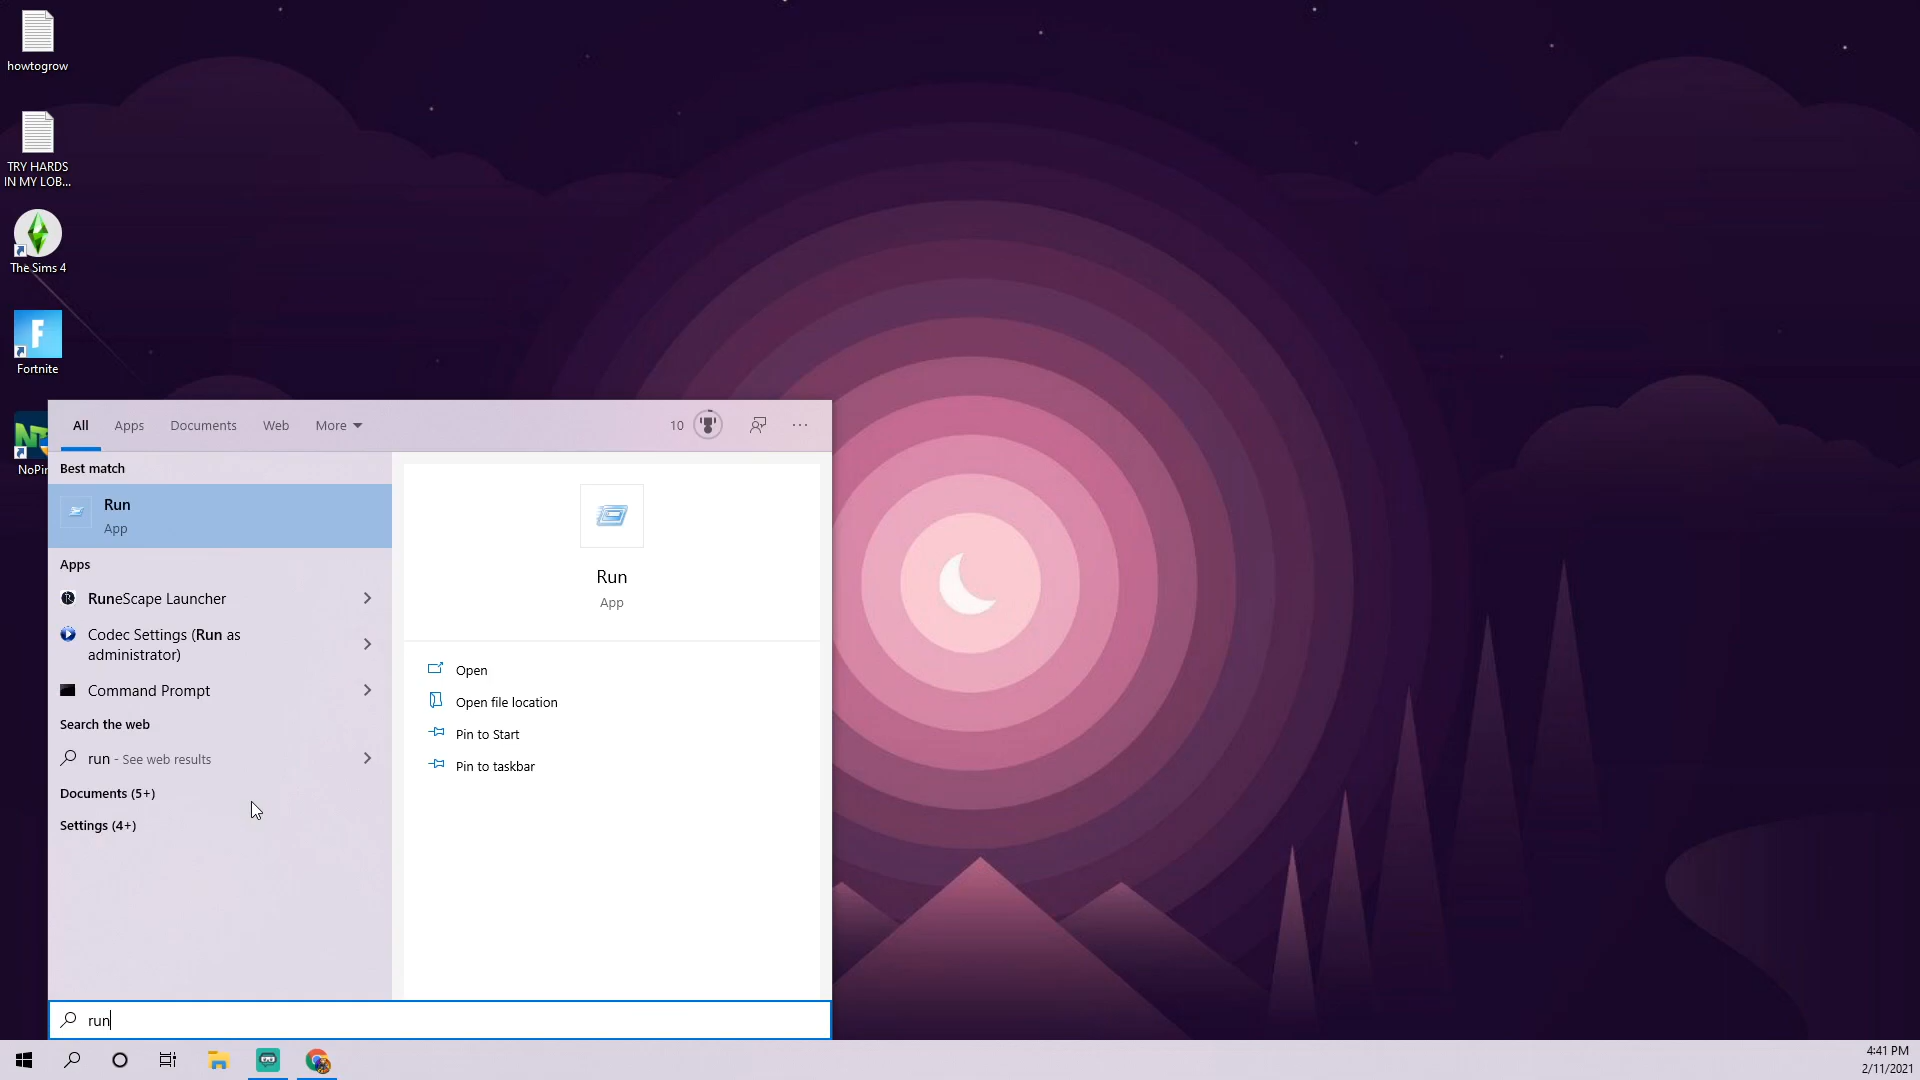 howtogrow
TRY HARDS
IN MY LOB...
The Sims 4
F
Fortnite
NoPi
All
Apps
Documents
Web
More
10
...
Best match
Run
App
Apps
RuneScape Launcher
Codec Settings (Run as
administrator)
Command Prompt
Search the web
run - See web results
Documents (5+)
Settings (4+)
Run
App
Open
Open file location
Pin to Start
Pin to taskbar
run
4:41 PM
2/11/2021